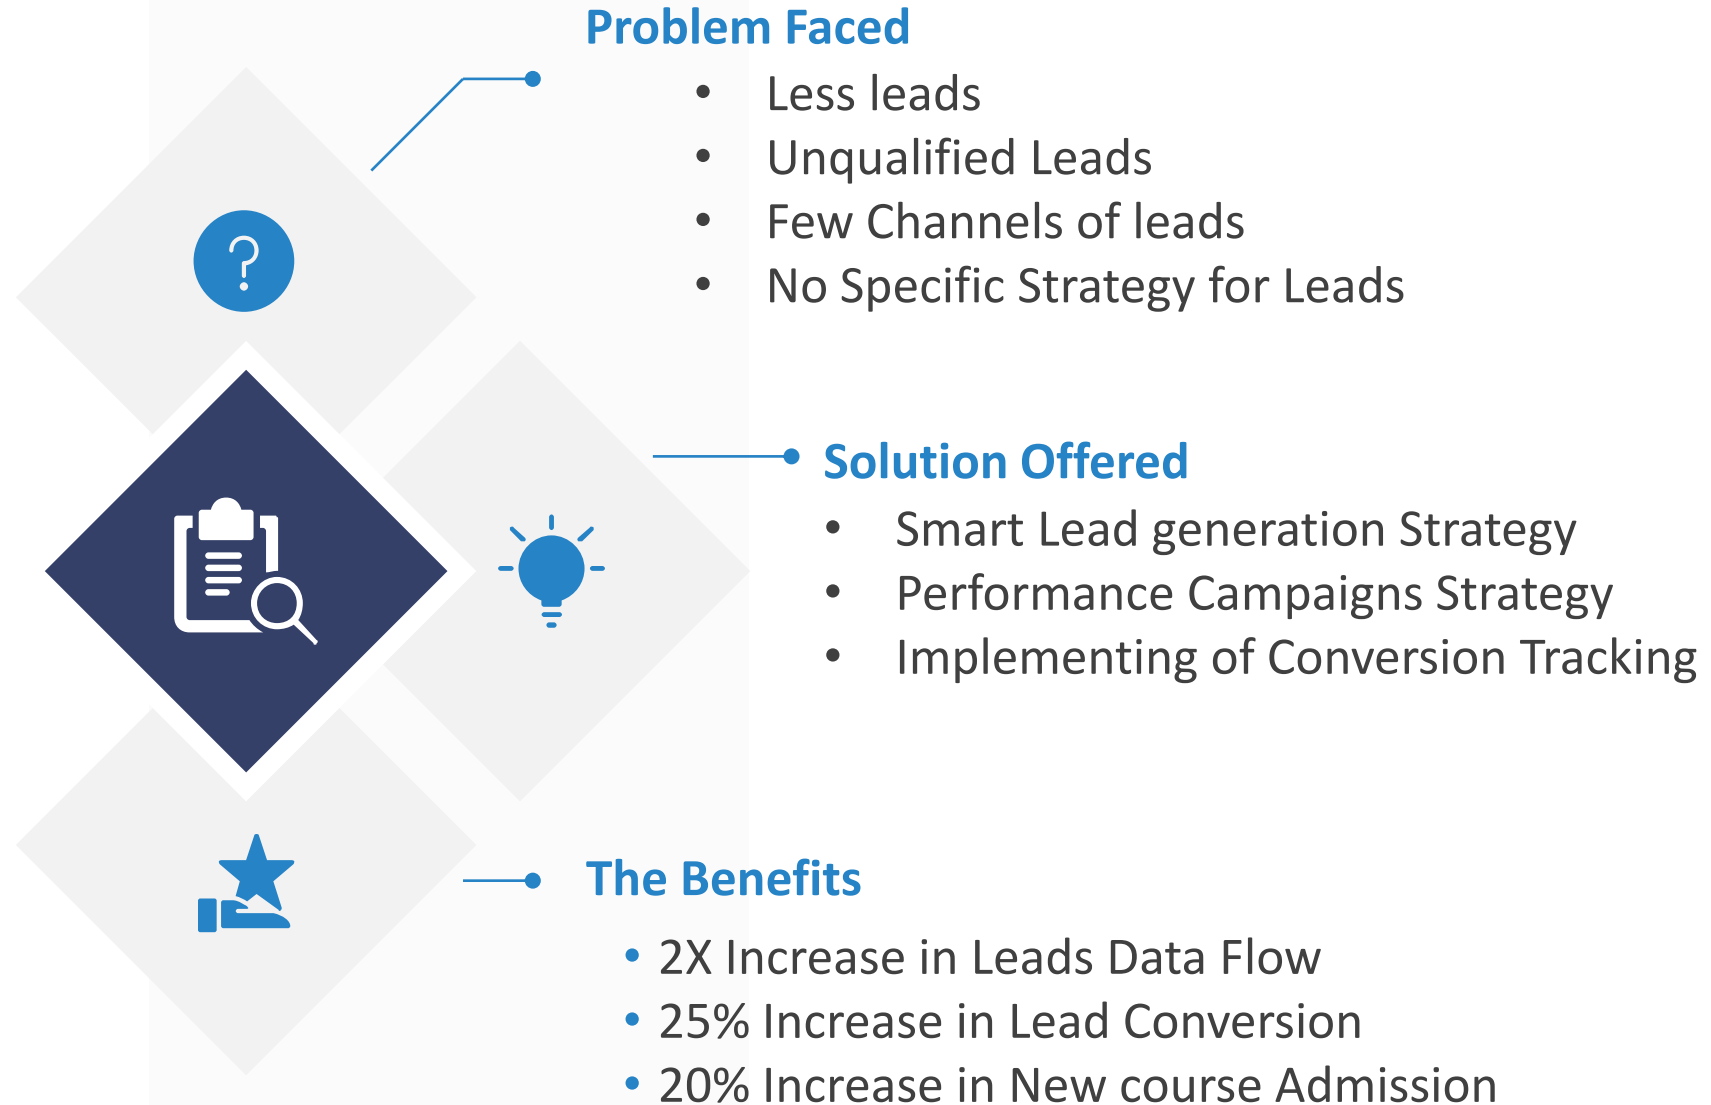 Problem Faced
• Less leads
• Unqualified Leads
• Few Channels of leads
• No Specific Strategy for Leads
Solution Offered
• Smart Lead generation Strategy
• Performance Campaigns Strategy
• Implementing of Conversion Tracking
The Benefits
• 2X Increase in Leads Data Flow
• 25% Increase in Lead Conversion
• 20% Increase in New course Admission